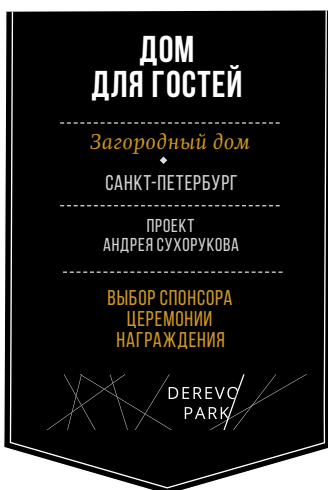 ДОМ
ДЛЯ ГОСТЕЙ
Загородный дом
САНКТ-ПЕТЕРБУРГ
ПРОЕКТ
АНДРЕЯ СУХОРУКОВА
ВЫБОР СПОНСОРА
ЦЕРЕМОНИИ
НАГРАЖДЕНИЯ
DEREVO
PARK